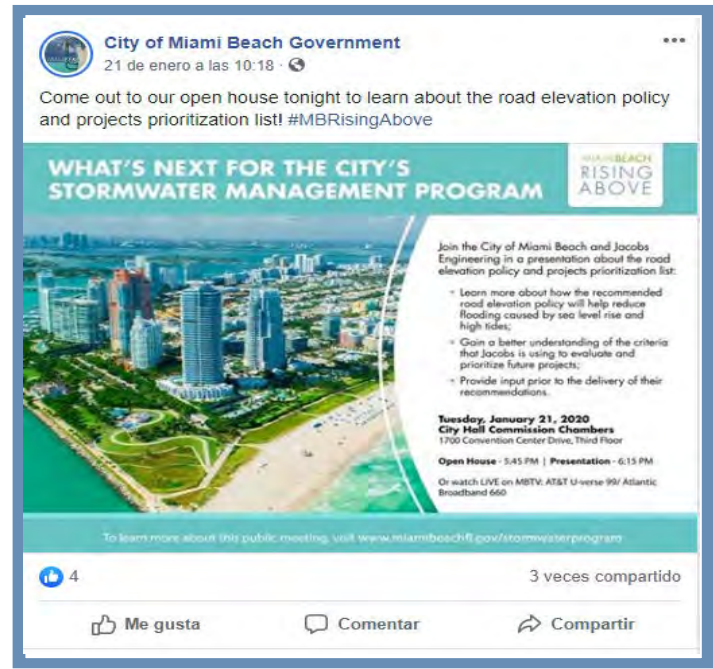 City of Miami Beach Government
21 de enero a las 10:18 ·
Come out to our open house tonight to learn about the road elevation policy
and projects prioritization list! #MBRisingAbove
WHAT'S NEXT FOR THE CITY'S
STORMWATER MANAGEMENT PROGRAM
MIAMIBEACH
RISING
ABOVE
Join the City of Miami Beach and Jacobs
Engineering in a presentation about the road
elevation policy and projects prioritization list:
• Learn more about how the recommended
road elevation policy will help reduce
flooding caused by sea level rise and
high tides;
• Gain a better understanding of the criteria
that Jacobs is using to evaluate and
prioritize future projects;
• Provide input prior to the delivery of their
recommendations.
Tuesday, January 21, 2020
City Hall Commission Chambers
1700 Convention Center Drive, Third Floor
Open House - 5:45 PM | Presentation - 6:15 PM
Or watch LIVE on MBTV: AT&T U-verse 99/ Atlantic
Broadband 660
To learn more about this public meeting, visit www.miamibeachfl.gov/stormwaterprogram
4
3 veces compartido
Me gusta
Comentar
Compartir